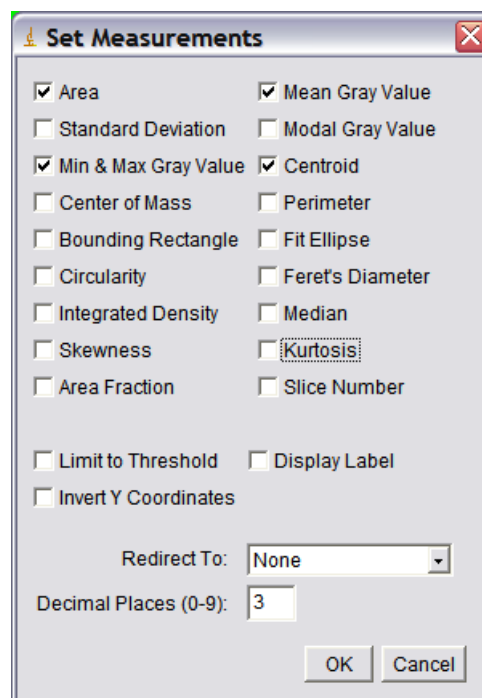 Set Measurements
Area Mean Gray Value
Standard Deviation Modal Gray Value
Min & Max Gray Value Centroid
Center of Mass Perimeter
Bounding Rectangle Fit Ellipse
Circularity Feret's Diameter
Integrated Density Median
Skewness Kurtosis
Area Fraction Slice Number
Limit to Threshold Display Label
Invert Y Coordinates
Redirect To: None
Decimal Places (0-9): 3
OK Cancel